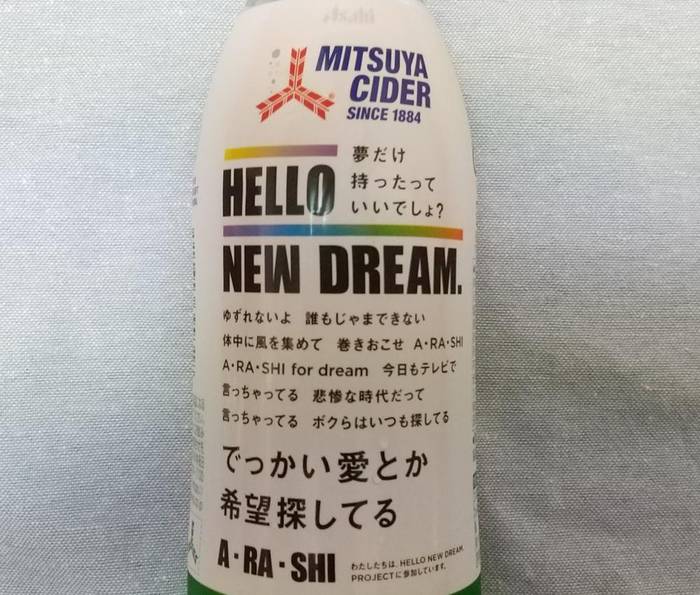 Asahi
MITSUYA
CIDER
SINCE 1884
夢だけ
持ったって
いいでしょ?
HELLO
NEW DREAM.
ゆずれないよ 誰もじゃまできない
体中に風を集めて 巻きおこせ A・RA・SHI
A・RA・SHI for dream 今日もテレビで
言っちゃってる 悲惨な時代だって
言っちゃってる ボクらはいつも探してる
でっかい愛とか
希望探してる
A・RA・SHI
わたしたちは、HELLO NEW DREAM.
PROJECTに参加しています。